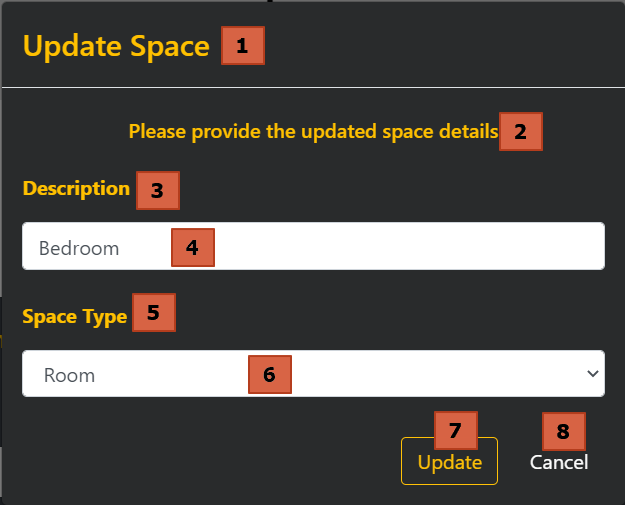 Update Space 1
Please provide the updated space details 2
Description 3
Bedroom 4
Space Type 5
Room 6
7 8
Update Cancel